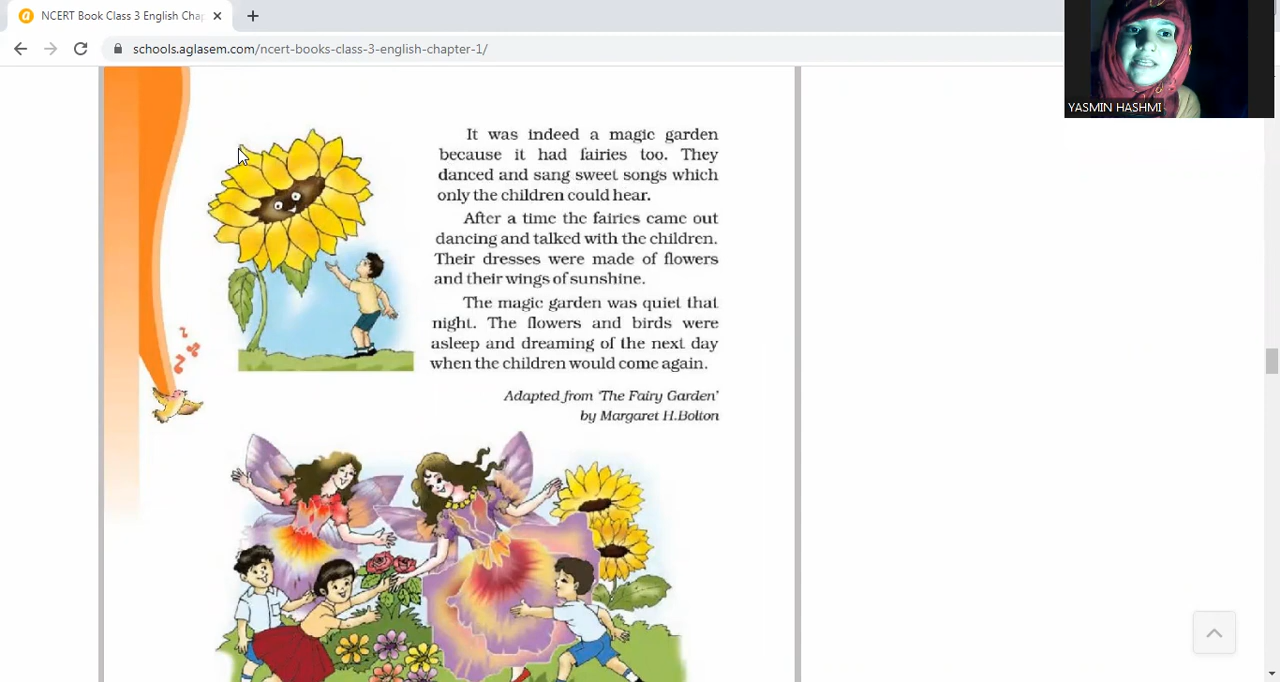 NCERT Book Class 3 English Cha
schools.aglasem.com/ncert-books-class-3-english-chapter-1/
YASMIN HASHMI
It was indeed a magic garden
because it had fairies too. They
danced and sang sweet songs which
only the children could hear.
After a time the fairies came out
dancing and talked with the children.
Their dresses were made of flowers
and their wings of sunshine.
The magic garden was quiet that
night. The flowers and birds were
asleep and dreaming of the next day
when the children would come again.
Adapted from 'The Fairy Garden'
by Margaret H.Bolton